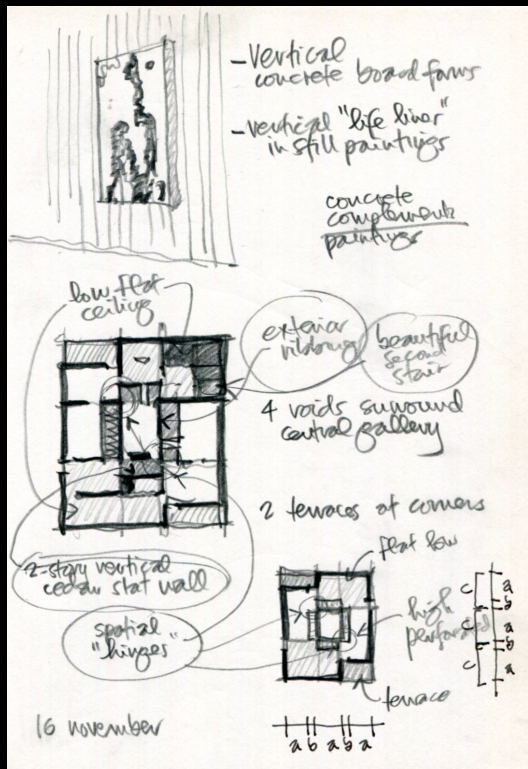 - vertical
concrete board forms
- vertical "life lines"
in still paintings
concrete
complements
paintings
low flat
ceiling
exterior
beautiful
second
stair
4 voids surround
central gallery
2 terraces at corners
flat low
2-story vertical
cedar slat wall
high
perforated
spatial
"hinges"
terrace
16 november
a b a b a
c a
b
c a
b
c a